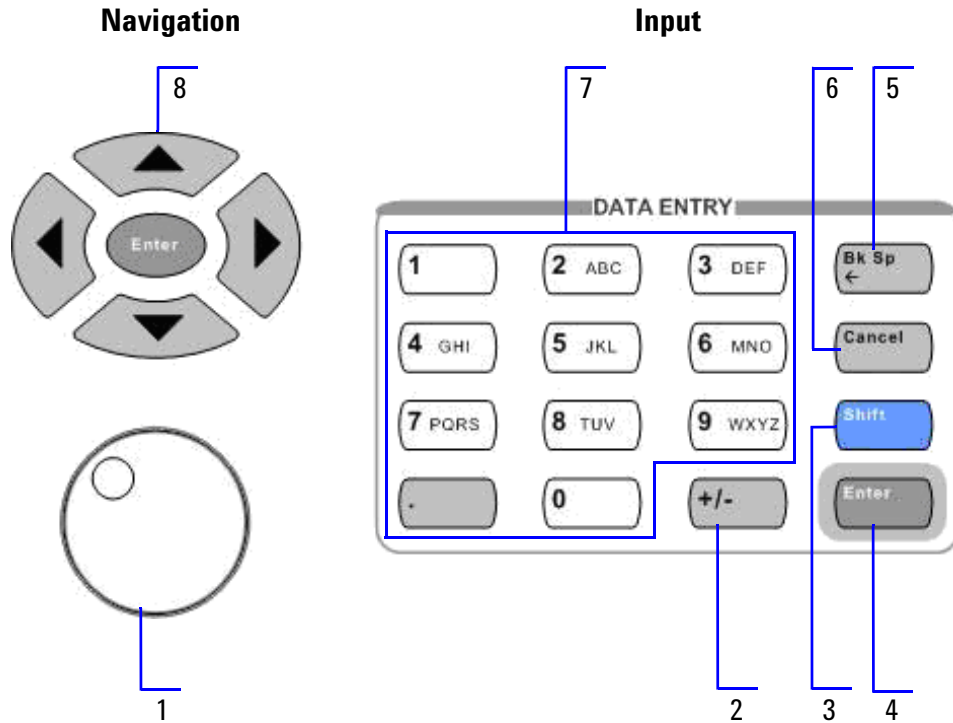 Navigation
Input
8
7
6
5
DATA ENTRY
1
2 ABC
3 DEF
Bk Sp
←
Enter
4 GHI
5 JKL
6 MNO
Cancel
7 PQRS
8 TUV
9 WXYZ
Shift
.
0
+/-
Enter
1
2
3
4